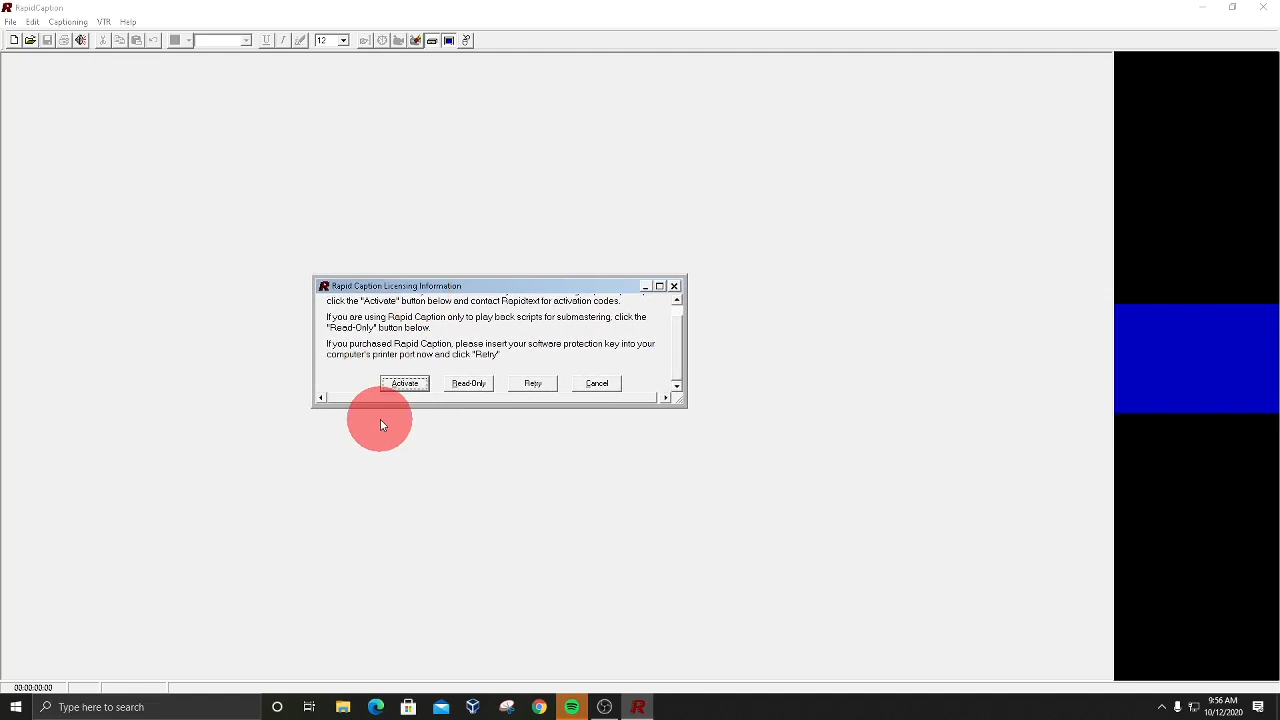 RapidCaption
File Edit Captioning VTR Help
12
Rapid Caption Licensing Information
click the "Activate" button below and contact Rapidtext for activation codes.
If you are using Rapid Caption only to play back scripts for submastering, click the
"Read-Only" button below.
If you purchased Rapid Caption, please insert your software protection key into your
computer's printer port now and click "Retry"
Activate Read-Only Retry Cancel
00:00:00:00
Type here to search
9:56 AM
10/12/2020